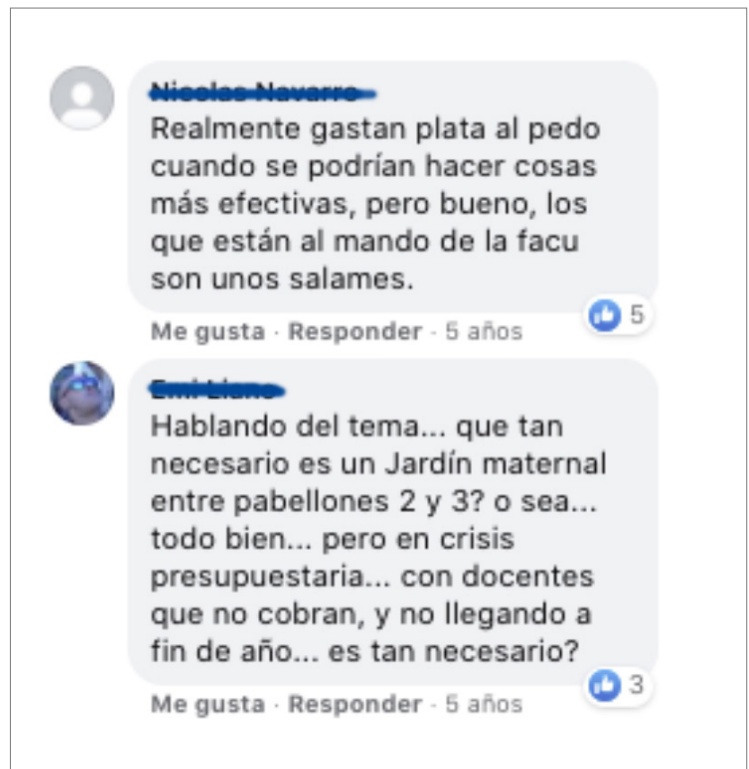 Realmente gastan plata al pedo
cuando se podrían hacer cosas
más efectivas, pero bueno, los
que están al mando de la facu
son unos salames.
5
Me gusta · Responder · 5 años
Hablando del tema... que tan
necesario es un Jardín maternal
entre pabellones 2 y 3? o sea...
todo bien... pero en crisis
presupuestaria... con docentes
que no cobran, y no llegando a
fin de año... es tan necesario?
3
Me gusta · Responder · 5 años